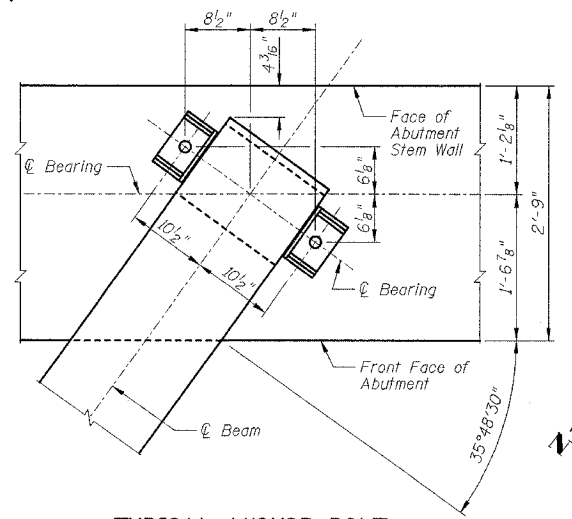 8½"
8½"
4 3/16"
Face of
Abutment
Stem Wall
1'-2⅛"
2'-9"
℄ Bearing
6⅛"
6⅛"
1'-6⅞"
10½"
10½"
℄ Bearing
Front Face of
Abutment
35°48'30"
℄ Beam
N